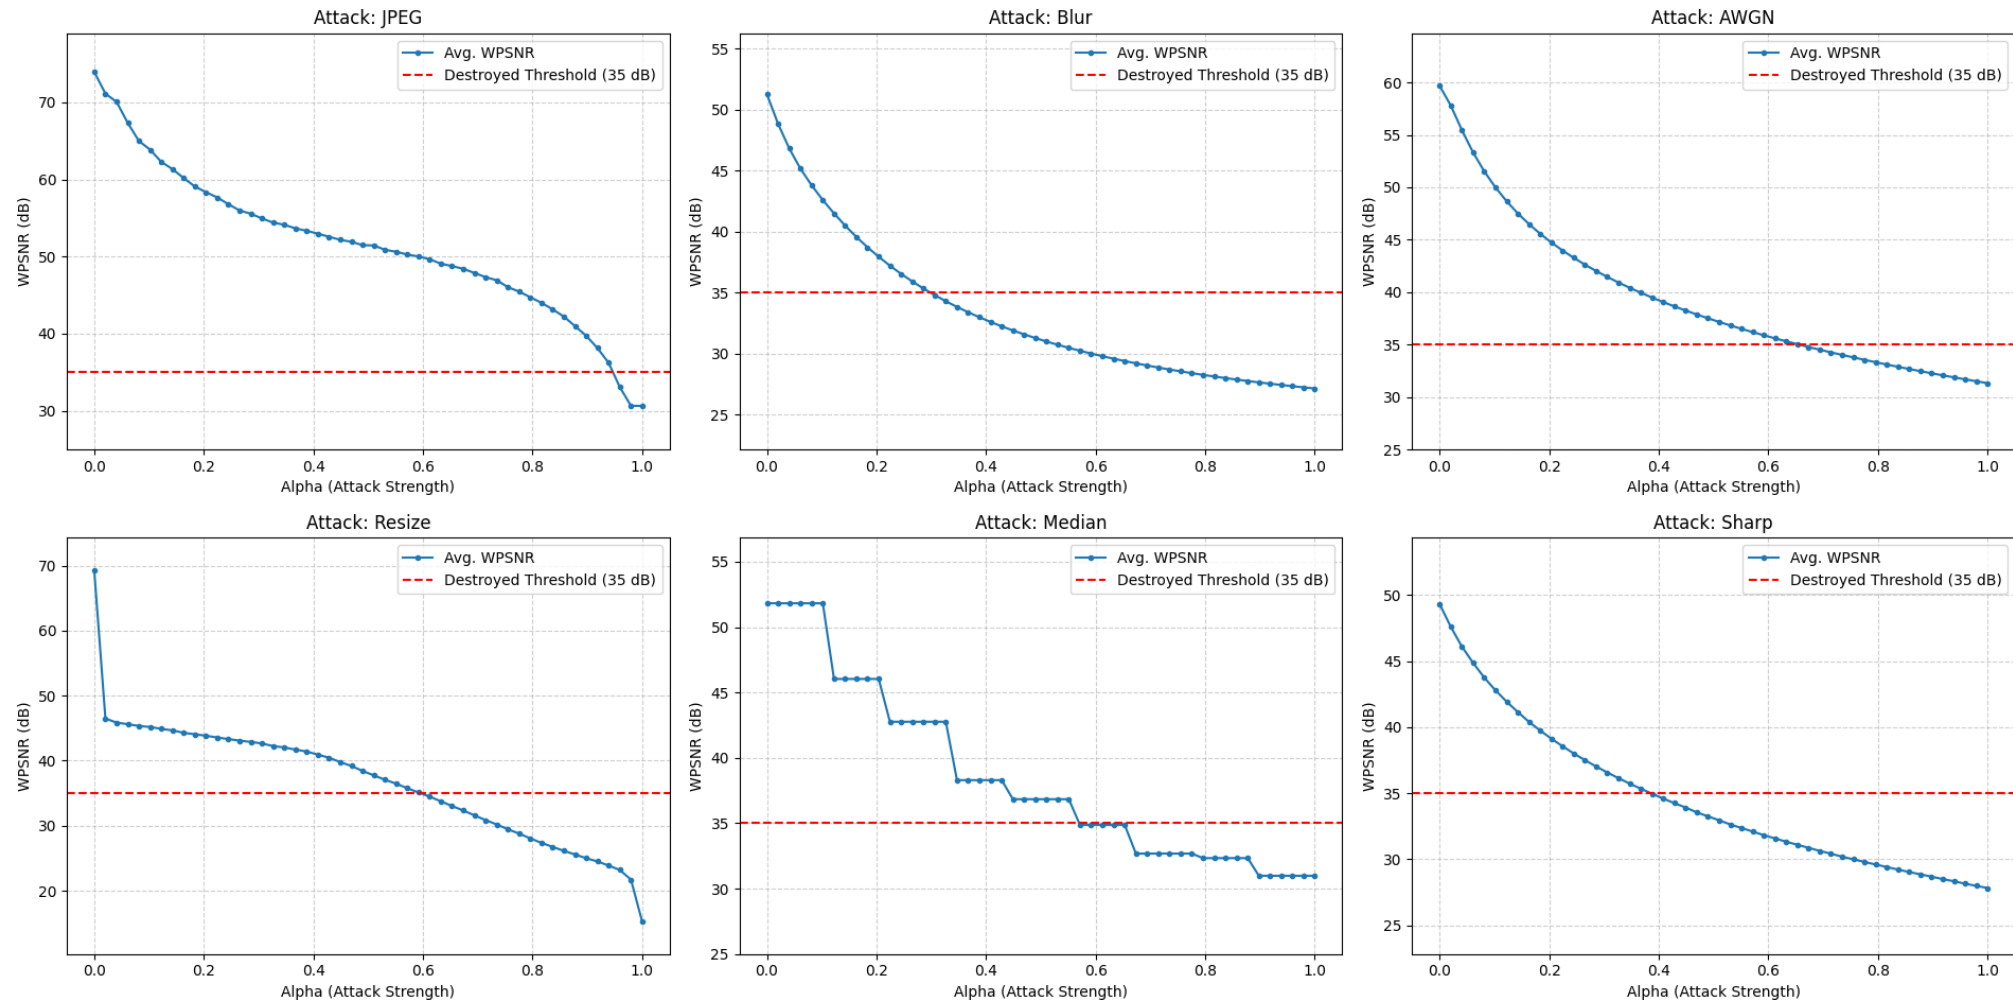 Attack: JPEG
WPSNR (dB)
70
60
50
40
30
Avg. WPSNR
Destroyed Threshold (35 dB)
0.0 0.2 0.4 0.6 0.8 1.0
Alpha (Attack Strength)
Attack: Blur
WPSNR (dB)
55
50
45
40
35
30
25
Avg. WPSNR
Destroyed Threshold (35 dB)
0.0 0.2 0.4 0.6 0.8 1.0
Alpha (Attack Strength)
Attack: AWGN
WPSNR (dB)
60
55
50
45
40
35
30
25
Avg. WPSNR
Destroyed Threshold (35 dB)
0.0 0.2 0.4 0.6 0.8 1.0
Alpha (Attack Strength)
Attack: Resize
WPSNR (dB)
70
60
50
40
30
20
Avg. WPSNR
Destroyed Threshold (35 dB)
0.0 0.2 0.4 0.6 0.8 1.0
Alpha (Attack Strength)
Attack: Median
WPSNR (dB)
55
50
45
40
35
30
25
Avg. WPSNR
Destroyed Threshold (35 dB)
0.0 0.2 0.4 0.6 0.8 1.0
Alpha (Attack Strength)
Attack: Sharp
WPSNR (dB)
50
45
40
35
30
25
Avg. WPSNR
Destroyed Threshold (35 dB)
0.0 0.2 0.4 0.6 0.8 1.0
Alpha (Attack Strength)